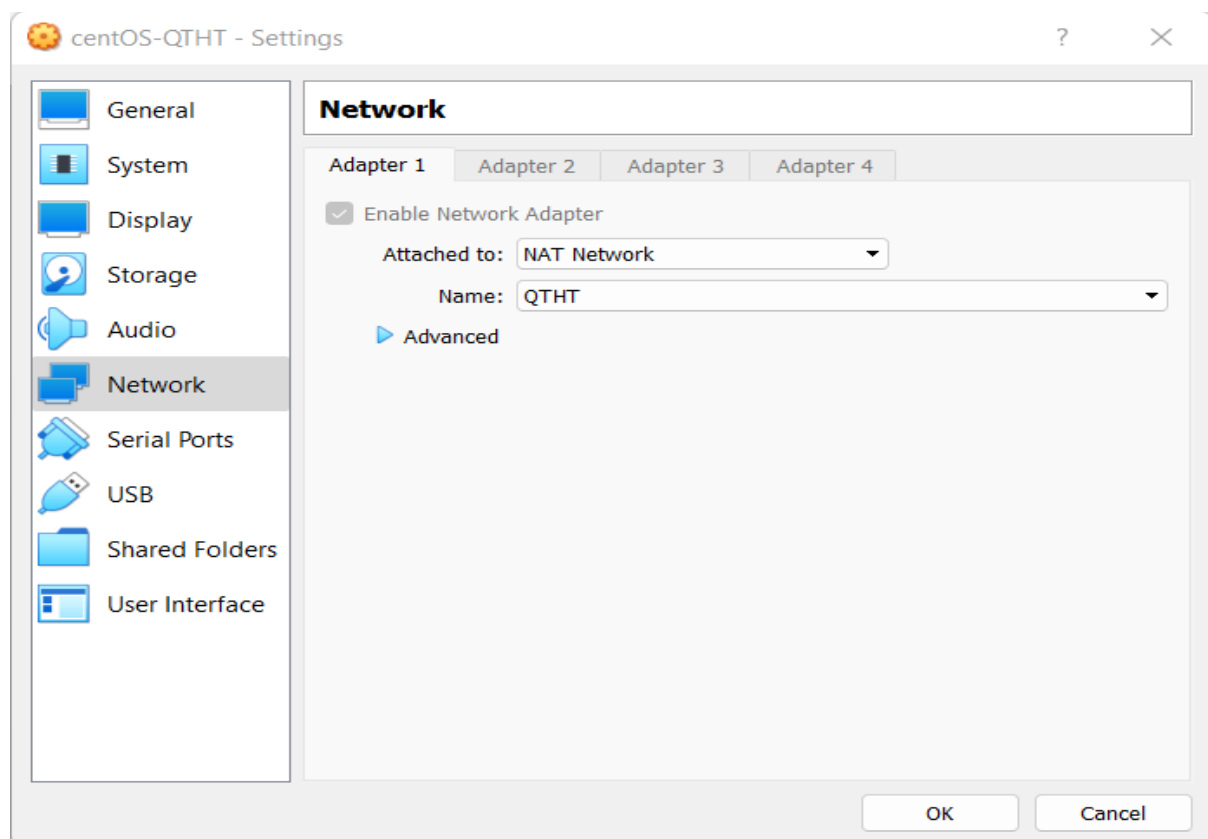 centOS-QTHT - Settings ? ×
General
System
Display
Storage
Audio
Network
Serial Ports
USB
Shared Folders
User Interface
Network
Adapter 1 Adapter 2 Adapter 3 Adapter 4
Enable Network Adapter
Attached to: NAT Network
Name: QTHT
Advanced
OK Cancel